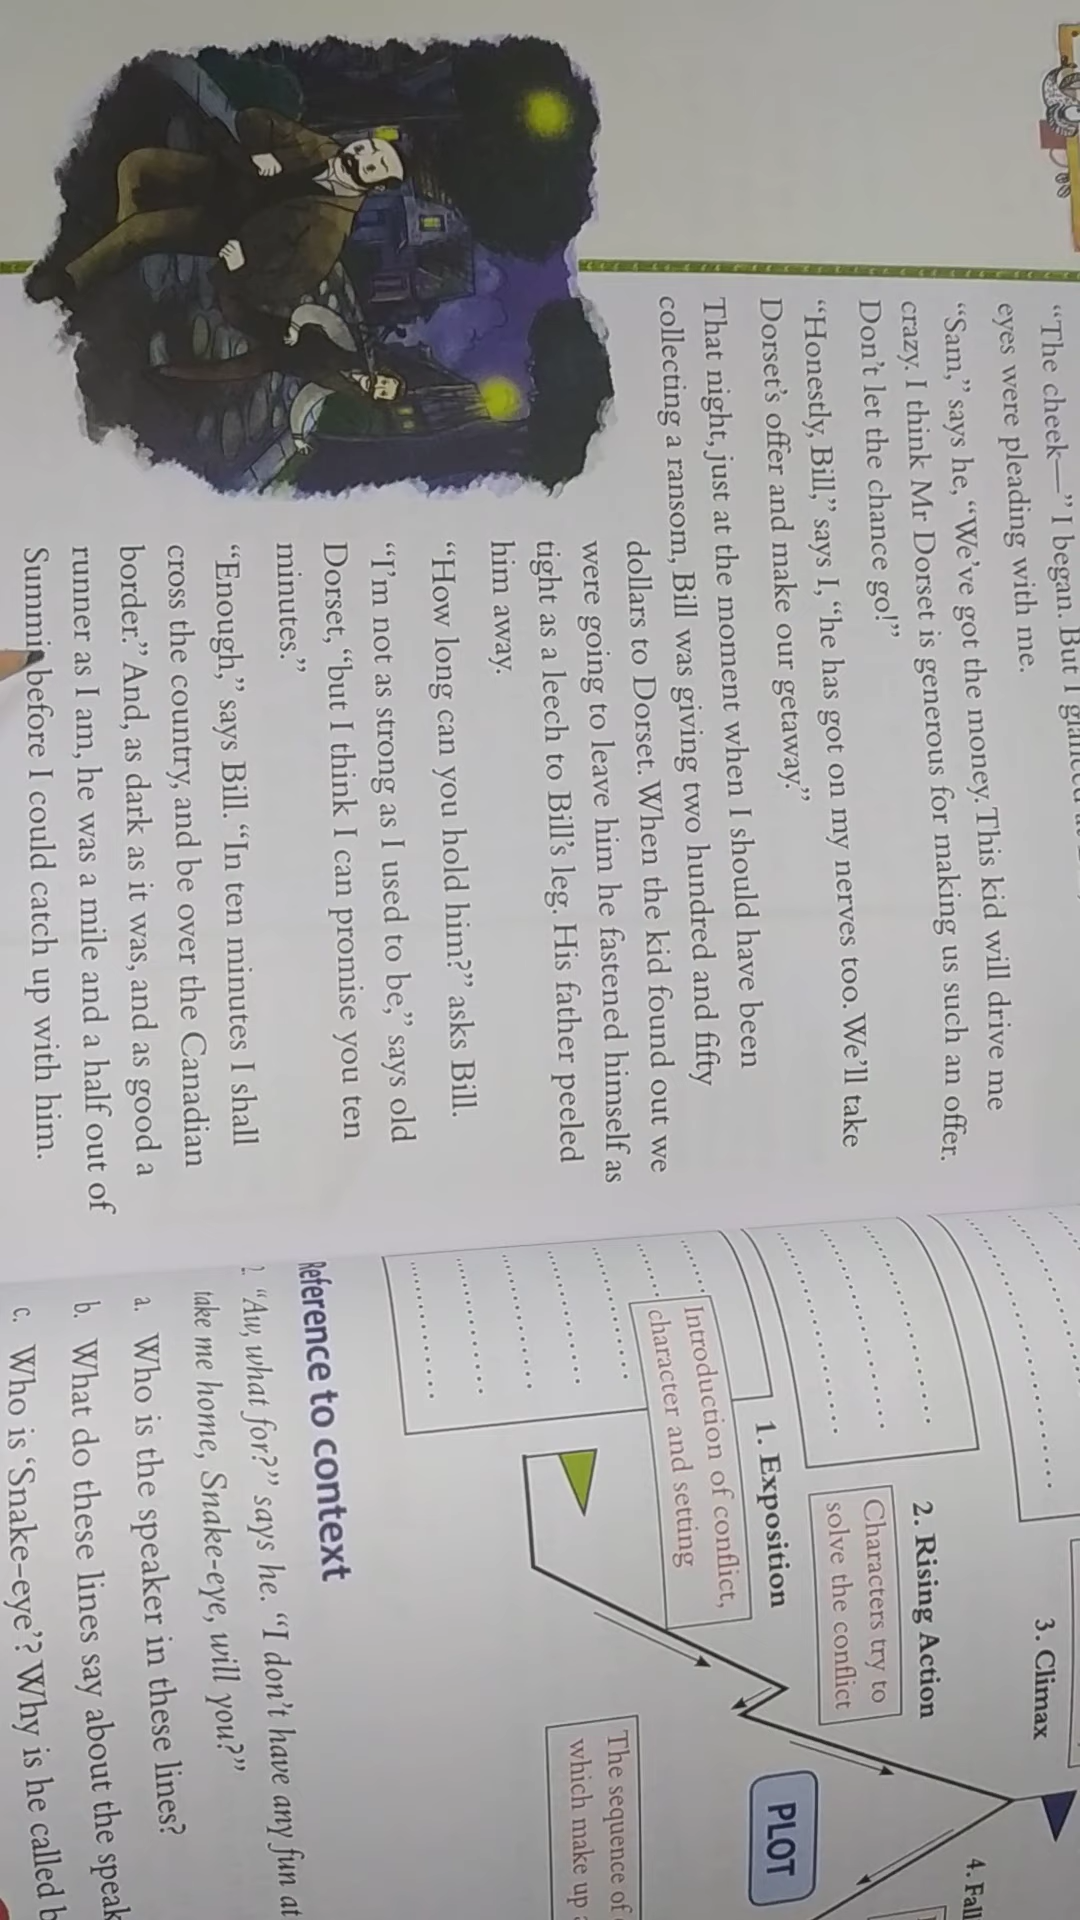 "The cheek—" I began. But I
eyes were pleading with me.
"Sam," says he, "We've got the money. This kid will drive me
crazy. I think Mr Dorset is generous for making us such an offer.
Don't let the chance go!"
"Honestly, Bill," says I, "he has got on my nerves too. We'll take
Dorset's offer and make our getaway."
That night, just at the moment when I should have been
collecting a ransom, Bill was giving two hundred and fifty
dollars to Dorset. When the kid found out we
were going to leave him he fastened himself as
tight as a leech to Bill's leg. His father peeled
him away.
"How long can you hold him?" asks Bill.
"I'm not as strong as I used to be," says old
Dorset, "but I think I can promise you ten
minutes."
"Enough," says Bill. "In ten minutes I shall
cross the country, and be over the Canadian
border." And, as dark as it was, and as good a
runner as I am, he was a mile and a half out of
before I could catch up with him.
3. Climax
4.
2. Rising Action
Characters try to
solve the conflict
1. Exposition
Introduction of conflict,
character and setting
PLOT
The sequence of
which make up
Reference to context
"Aw, what for?" says he. "I don't have any fun at
take me home, Snake-eye, will you?"
a. Who is the speaker in these lines?
b. What do these lines say about the
c. Who is 'Snake-eye'? Why is he called